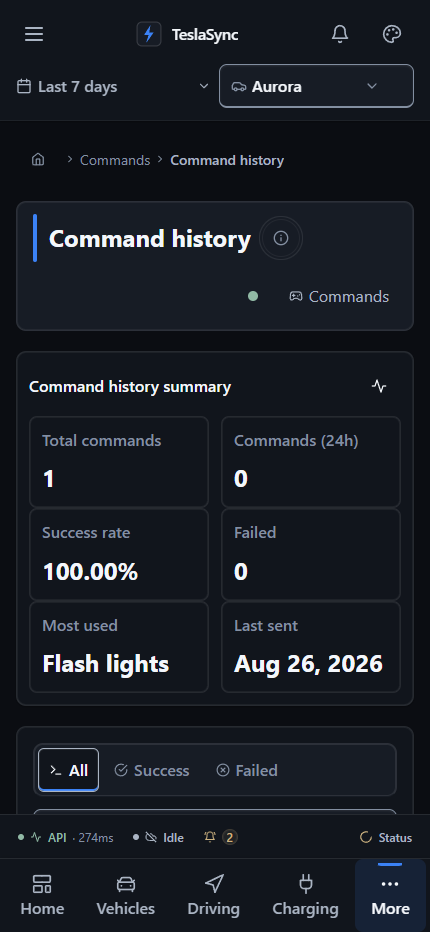 TeslaSync
Last 7 days
Aurora
Commands
Command history
Command history
Commands
Command history summary
Total commands
1
Commands (24h)
0
Success rate
100.00%
Failed
0
Most used
Flash lights
Last sent
Aug 26, 2026
All
Success
Failed
API · 274ms
Idle
2
Status
Home
Vehicles
Driving
Charging
More